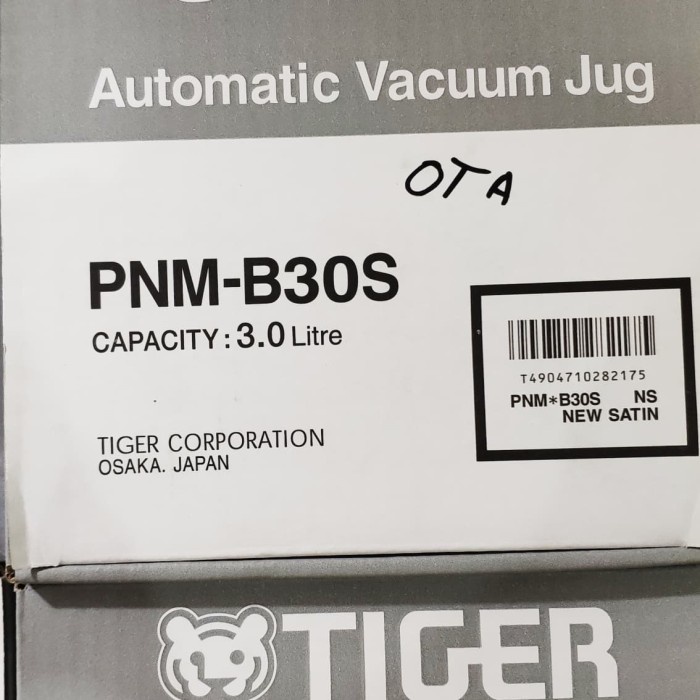 Automatic Vacuum Jug
OTA
PNM-B30S
CAPACITY : 3.0 Litre
T4904710282175
PNM*B30S NS
NEW SATIN
TIGER CORPORATION
OSAKA. JAPAN
TIGER